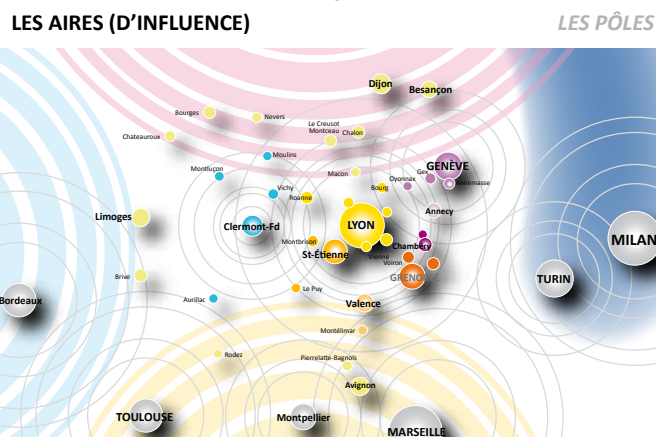 LES AIRES (D'INFLUENCE)
LES PÔLES
Dijon
Besançon
Bourges
Nevers
Le Creusot
Montceau
Chalon
Chateauroux
Moulins
GENÈVE
Montluçon
Macon
Gex
Oyonnax
Bourg
Vichy
Roanne
Annecy
Limoges
Clermont-Fd
LYON
MILAN
Montbrison
Chambéry
St-Étienne
Vienne
Voiron
Brive
GRENOBLE
TURIN
Le Puy
Bordeaux
Aurillac
Valence
Montélimar
Rodez
Pierrelatte-Bagnols
Avignon
TOULOUSE
Montpellier
MARSEILLE